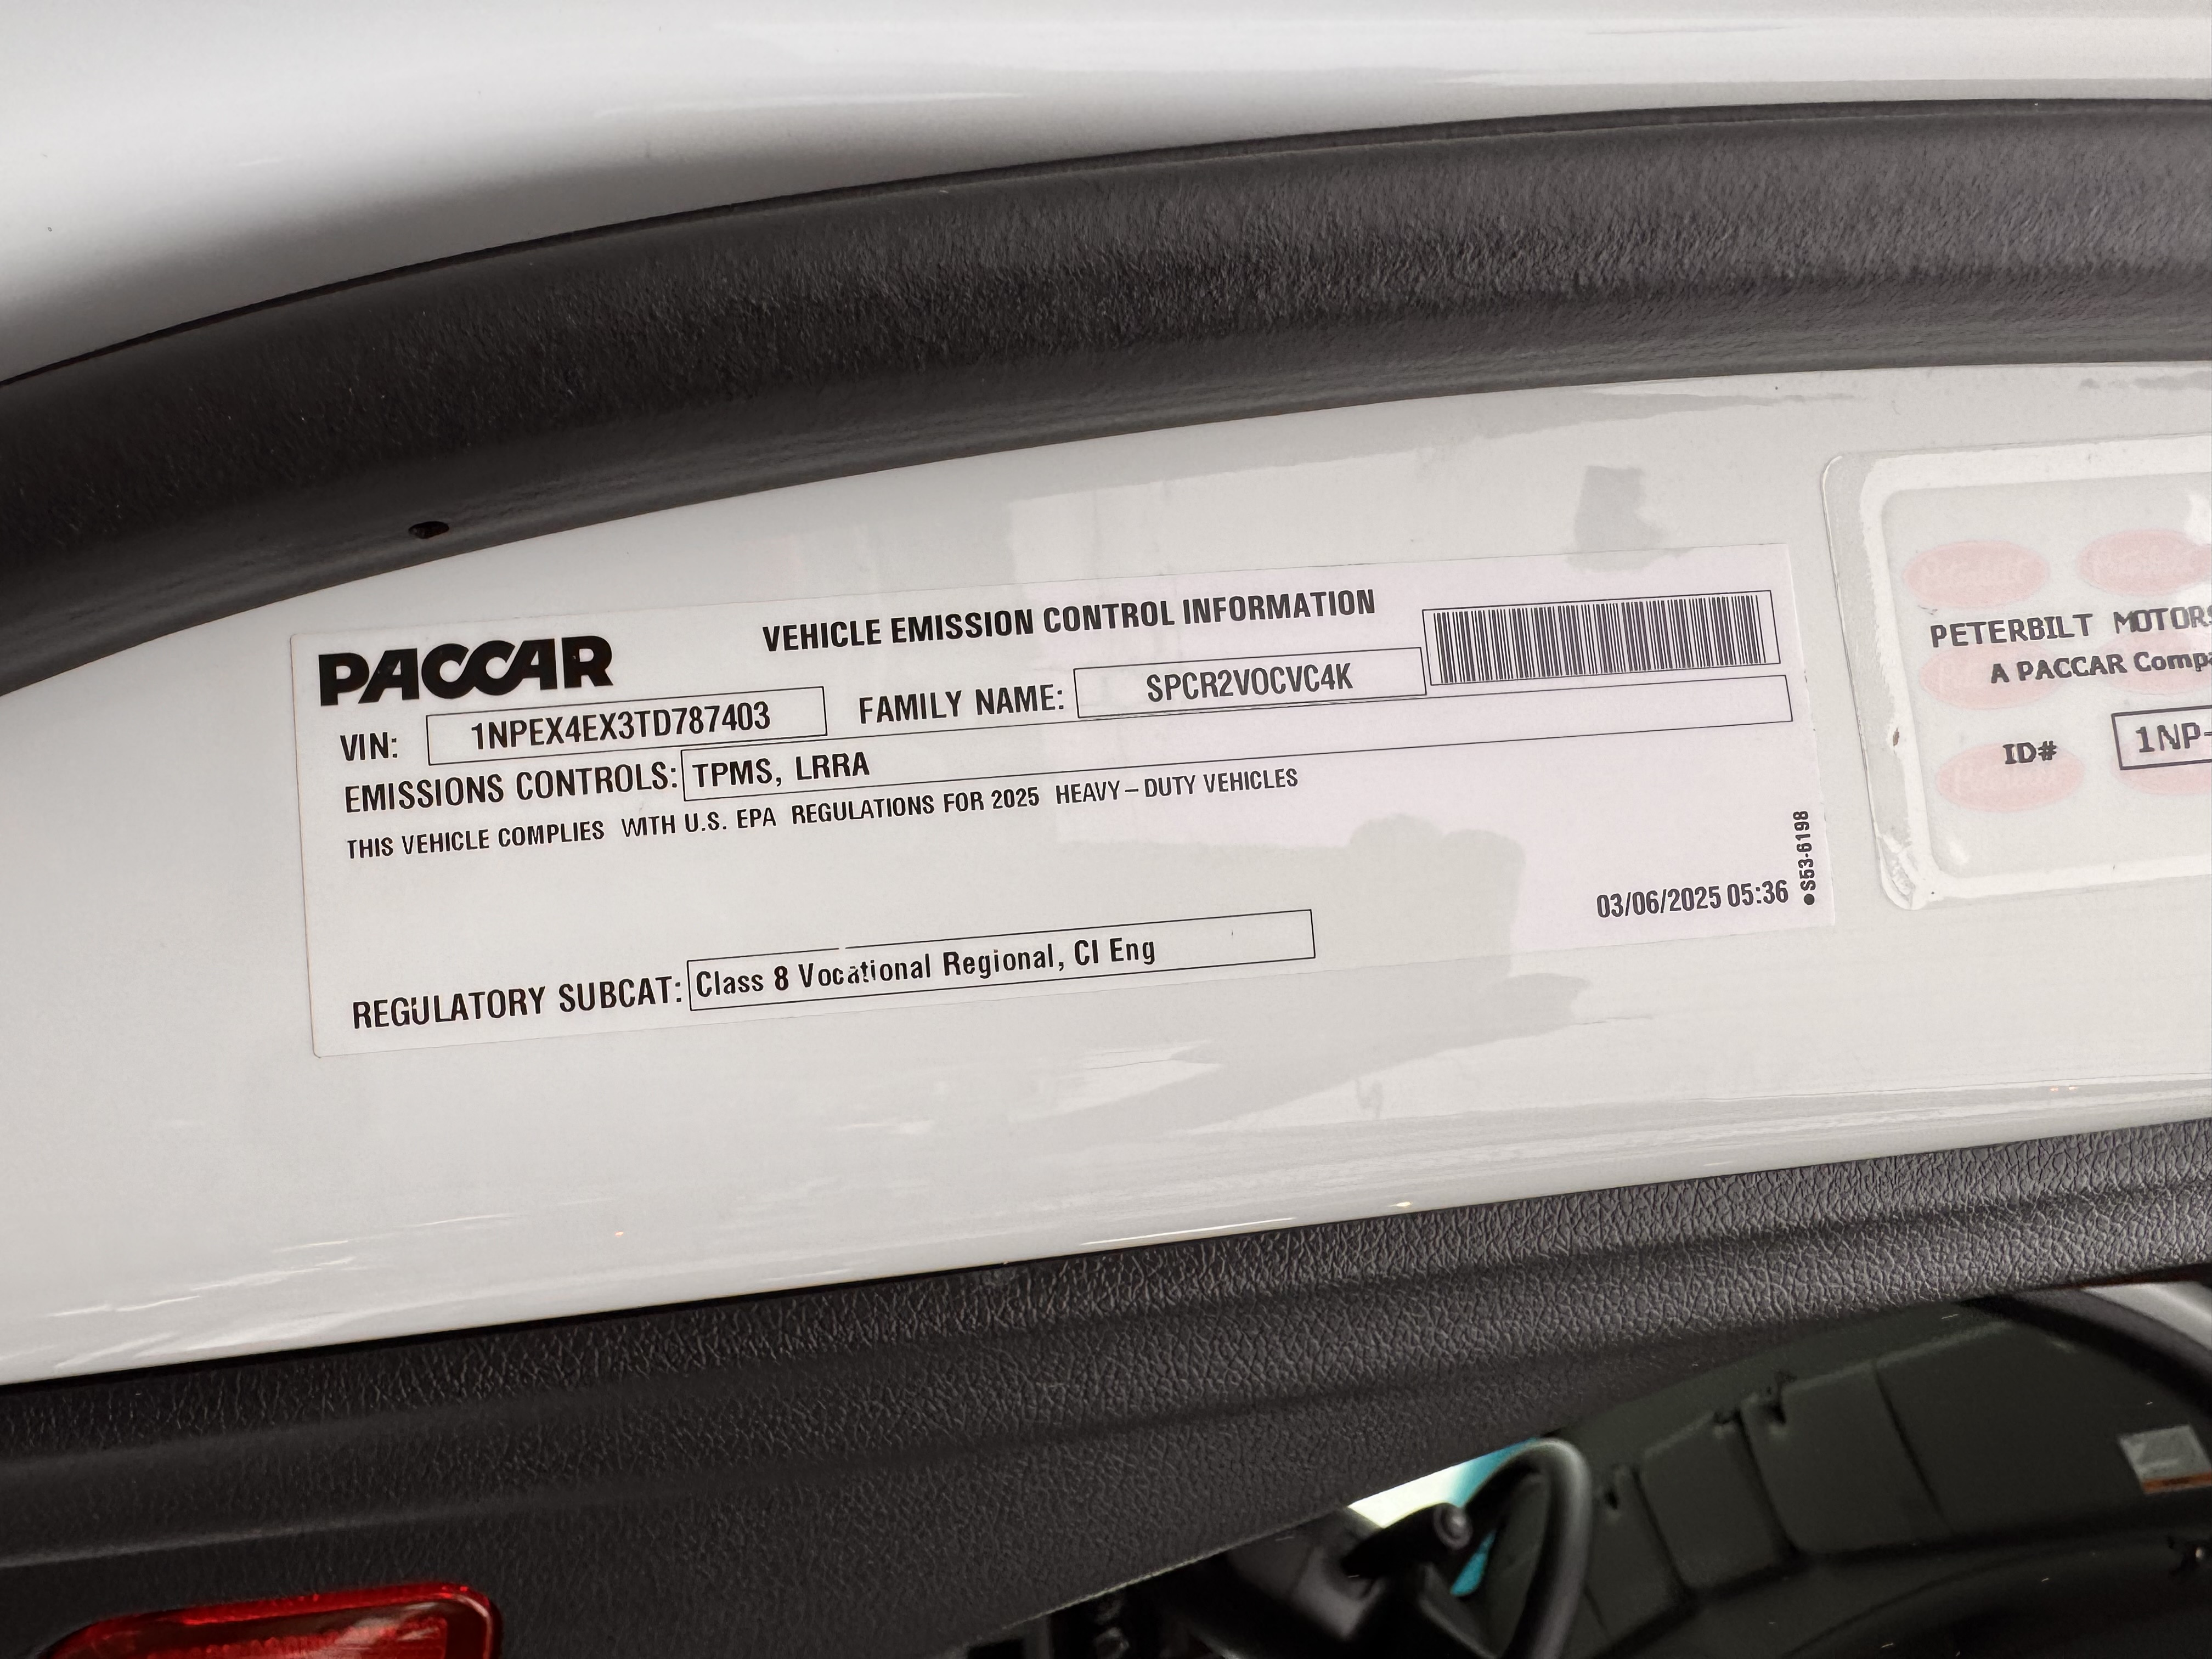 PACCAR
VEHICLE EMISSION CONTROL INFORMATION
VIN: 1NPEX4EX3TD787403 FAMILY NAME: SPCR2VOCVC4K
EMISSIONS CONTROLS: TPMS, LRRA
THIS VEHICLE COMPLIES WITH U.S. EPA REGULATIONS FOR 2025 HEAVY-DUTY VEHICLES
03/06/2025 05:36
●S53-6198
REGULATORY SUBCAT: Class 8 Vocational Regional, CI Eng
PETERBILT MOTORS
A PACCAR Comp
ID# 1NP-